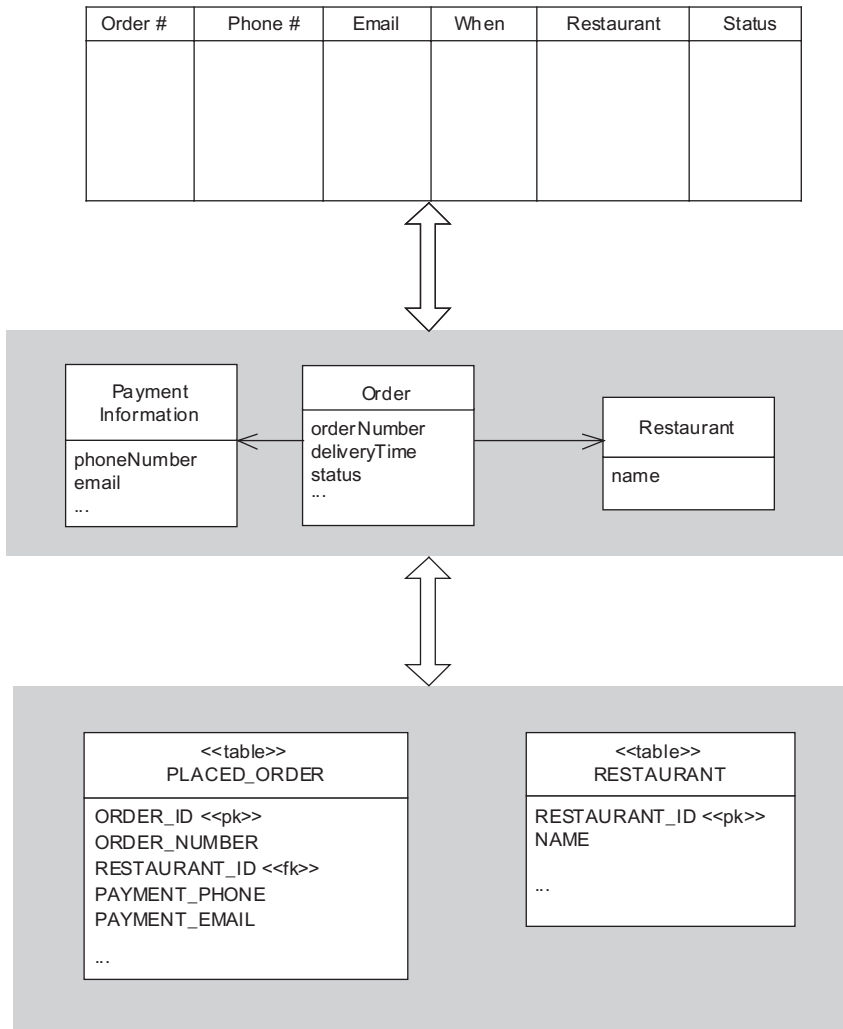 Order # Phone # Email When Restaurant Status
Payment
Information
phoneNumber
email
...
Order
orderNumber
deliveryTime
status
...
Restaurant
name
<<table>>
PLACED_ORDER
ORDER_ID <<pk>>
ORDER_NUMBER
RESTAURANT_ID <<fk>>
PAYMENT_PHONE
PAYMENT_EMAIL
...
<<table>>
RESTAURANT
RESTAURANT_ID <<pk>>
NAME
...